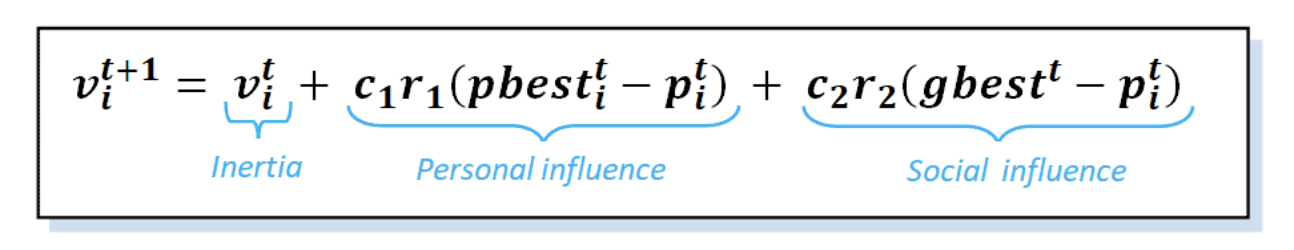 v_i^{t+1} = v_i^t + c_1r_1(pbest_i^t − p_i^t) + c_2r_2(gbest^t − p_i^t)
Inertia Personal influence Social influence